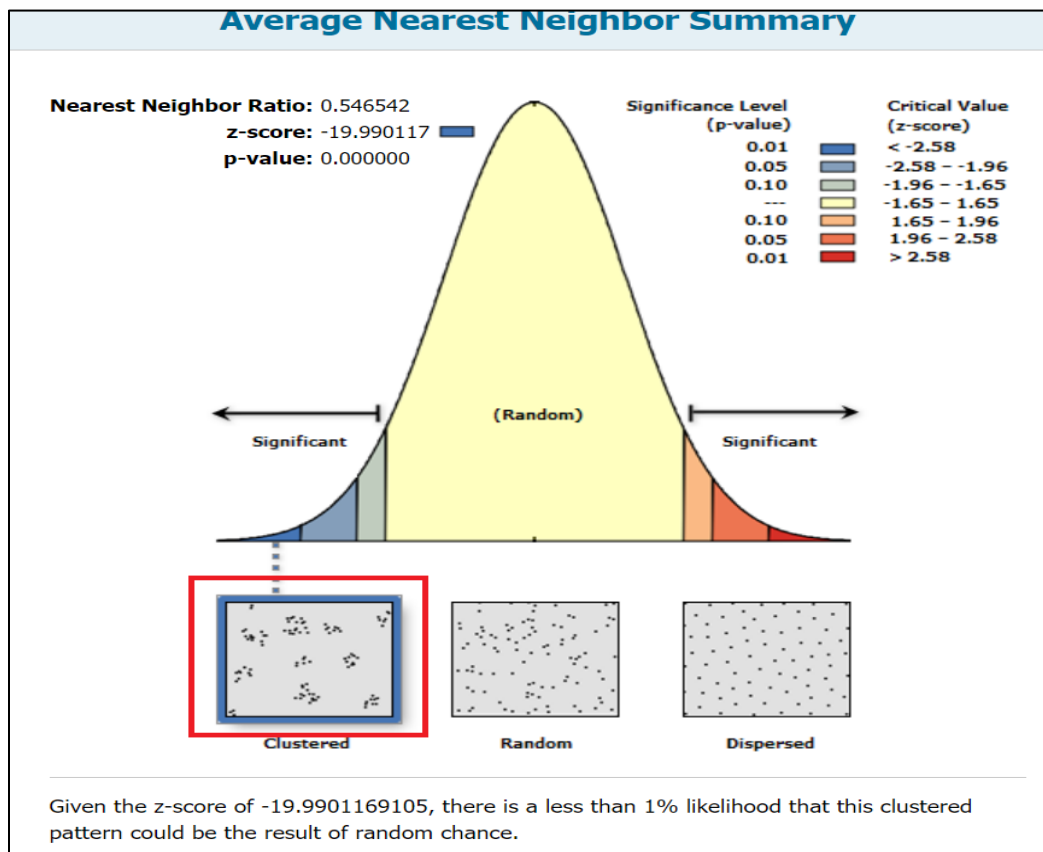 Average Nearest Neighbor Summary
Nearest Neighbor Ratio: 0.546542
z-score: -19.990117
p-value: 0.000000
Significance Level Critical Value
(p-value) (z-score)
0.01 < -2.58
0.05 -2.58 – -1.96
0.10 -1.96 – -1.65
--- -1.65 – 1.65
0.10 1.65 – 1.96
0.05 1.96 – 2.58
0.01 > 2.58
(Random)
Significant Significant
Clustered Random Dispersed
Given the z-score of -19.9901169105, there is a less than 1% likelihood that this clustered
pattern could be the result of random chance.